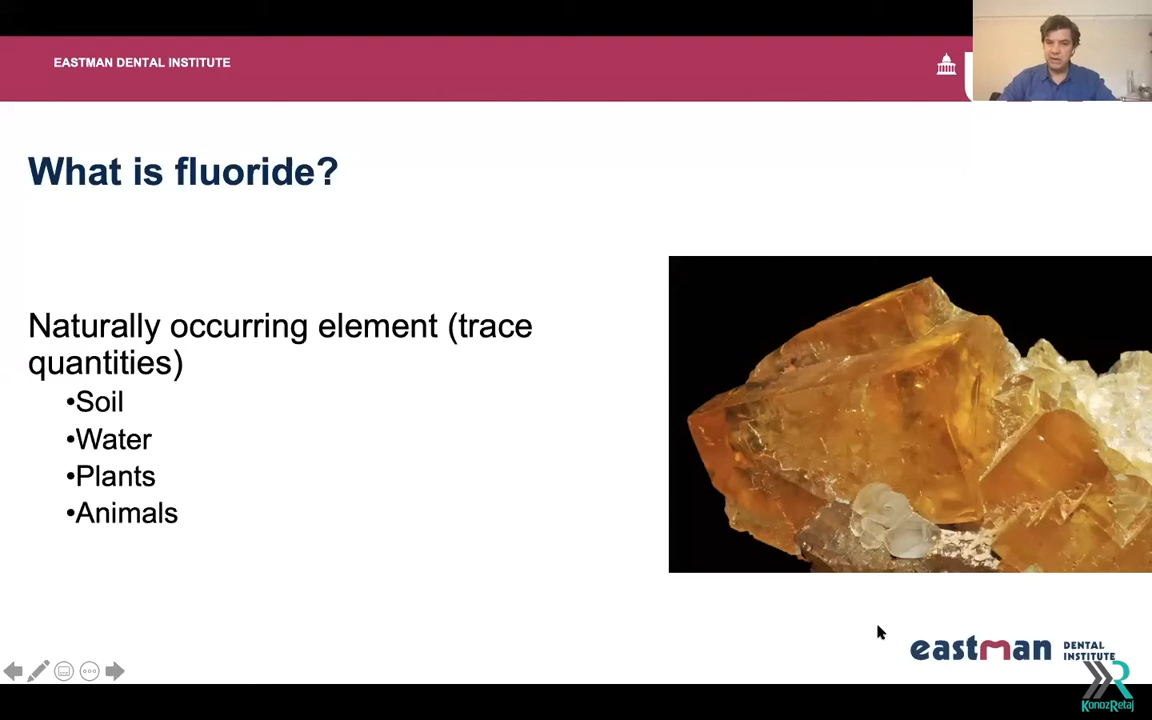 EASTMAN DENTAL INSTITUTE
What is fluoride?
Naturally occurring element (trace
quantities)
•Soil
•Water
•Plants
•Animals
eastman DENTAL
INSTITUTE
KonozRetaj